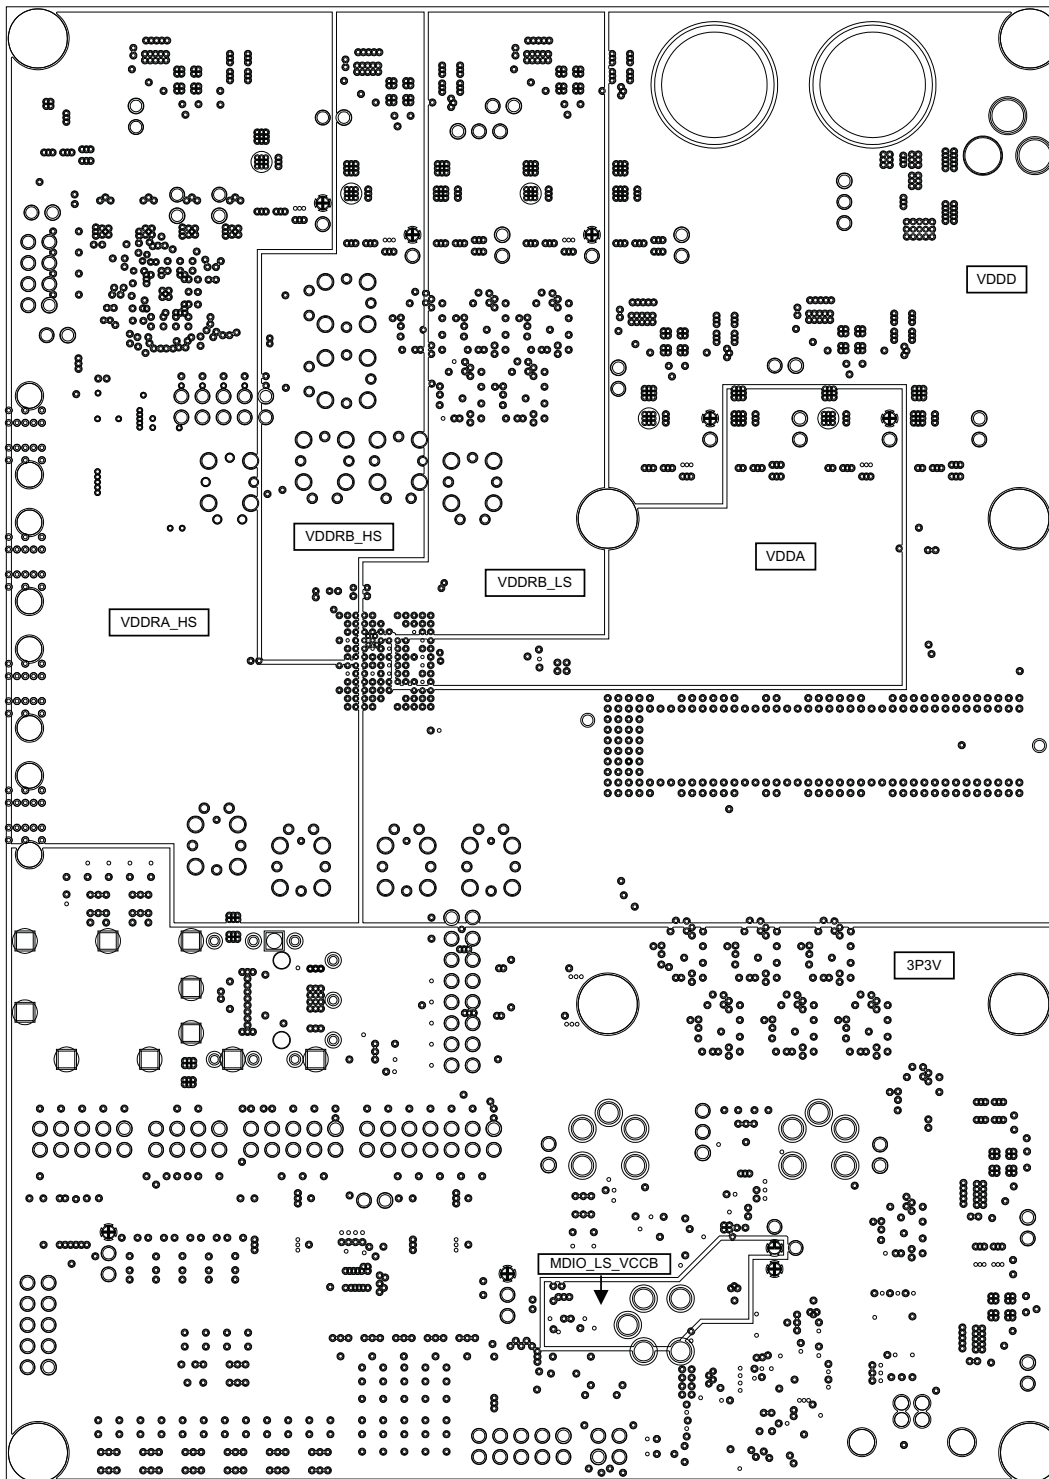 VDDD
VDDRB_HS
VDDA
VDDRB_LS
VDDRA_HS
3P3V
MDIO_LS_VCCB